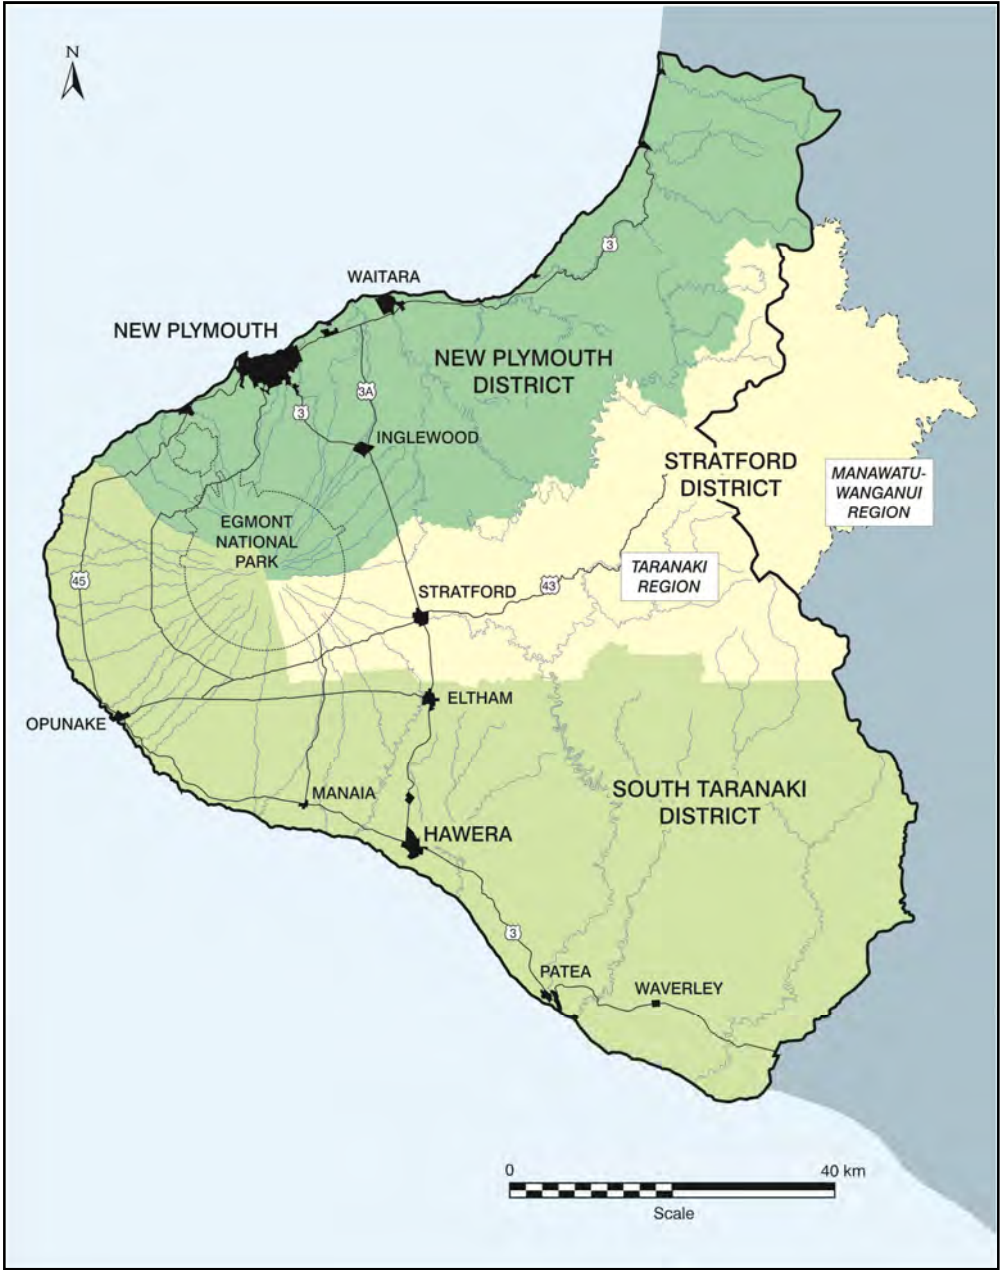 N
3
WAITARA
NEW PLYMOUTH
NEW PLYMOUTH
DISTRICT
3A
3
INGLEWOOD
STRATFORD
DISTRICT
MANAWATU-
WANGANUI
REGION
EGMONT
NATIONAL
PARK
TARANAKI
REGION
45
43
STRATFORD
ELTHAM
OPUNAKE
MANAIA
SOUTH TARANAKI
DISTRICT
HAWERA
3
PATEA
WAVERLEY
0
40 km
Scale